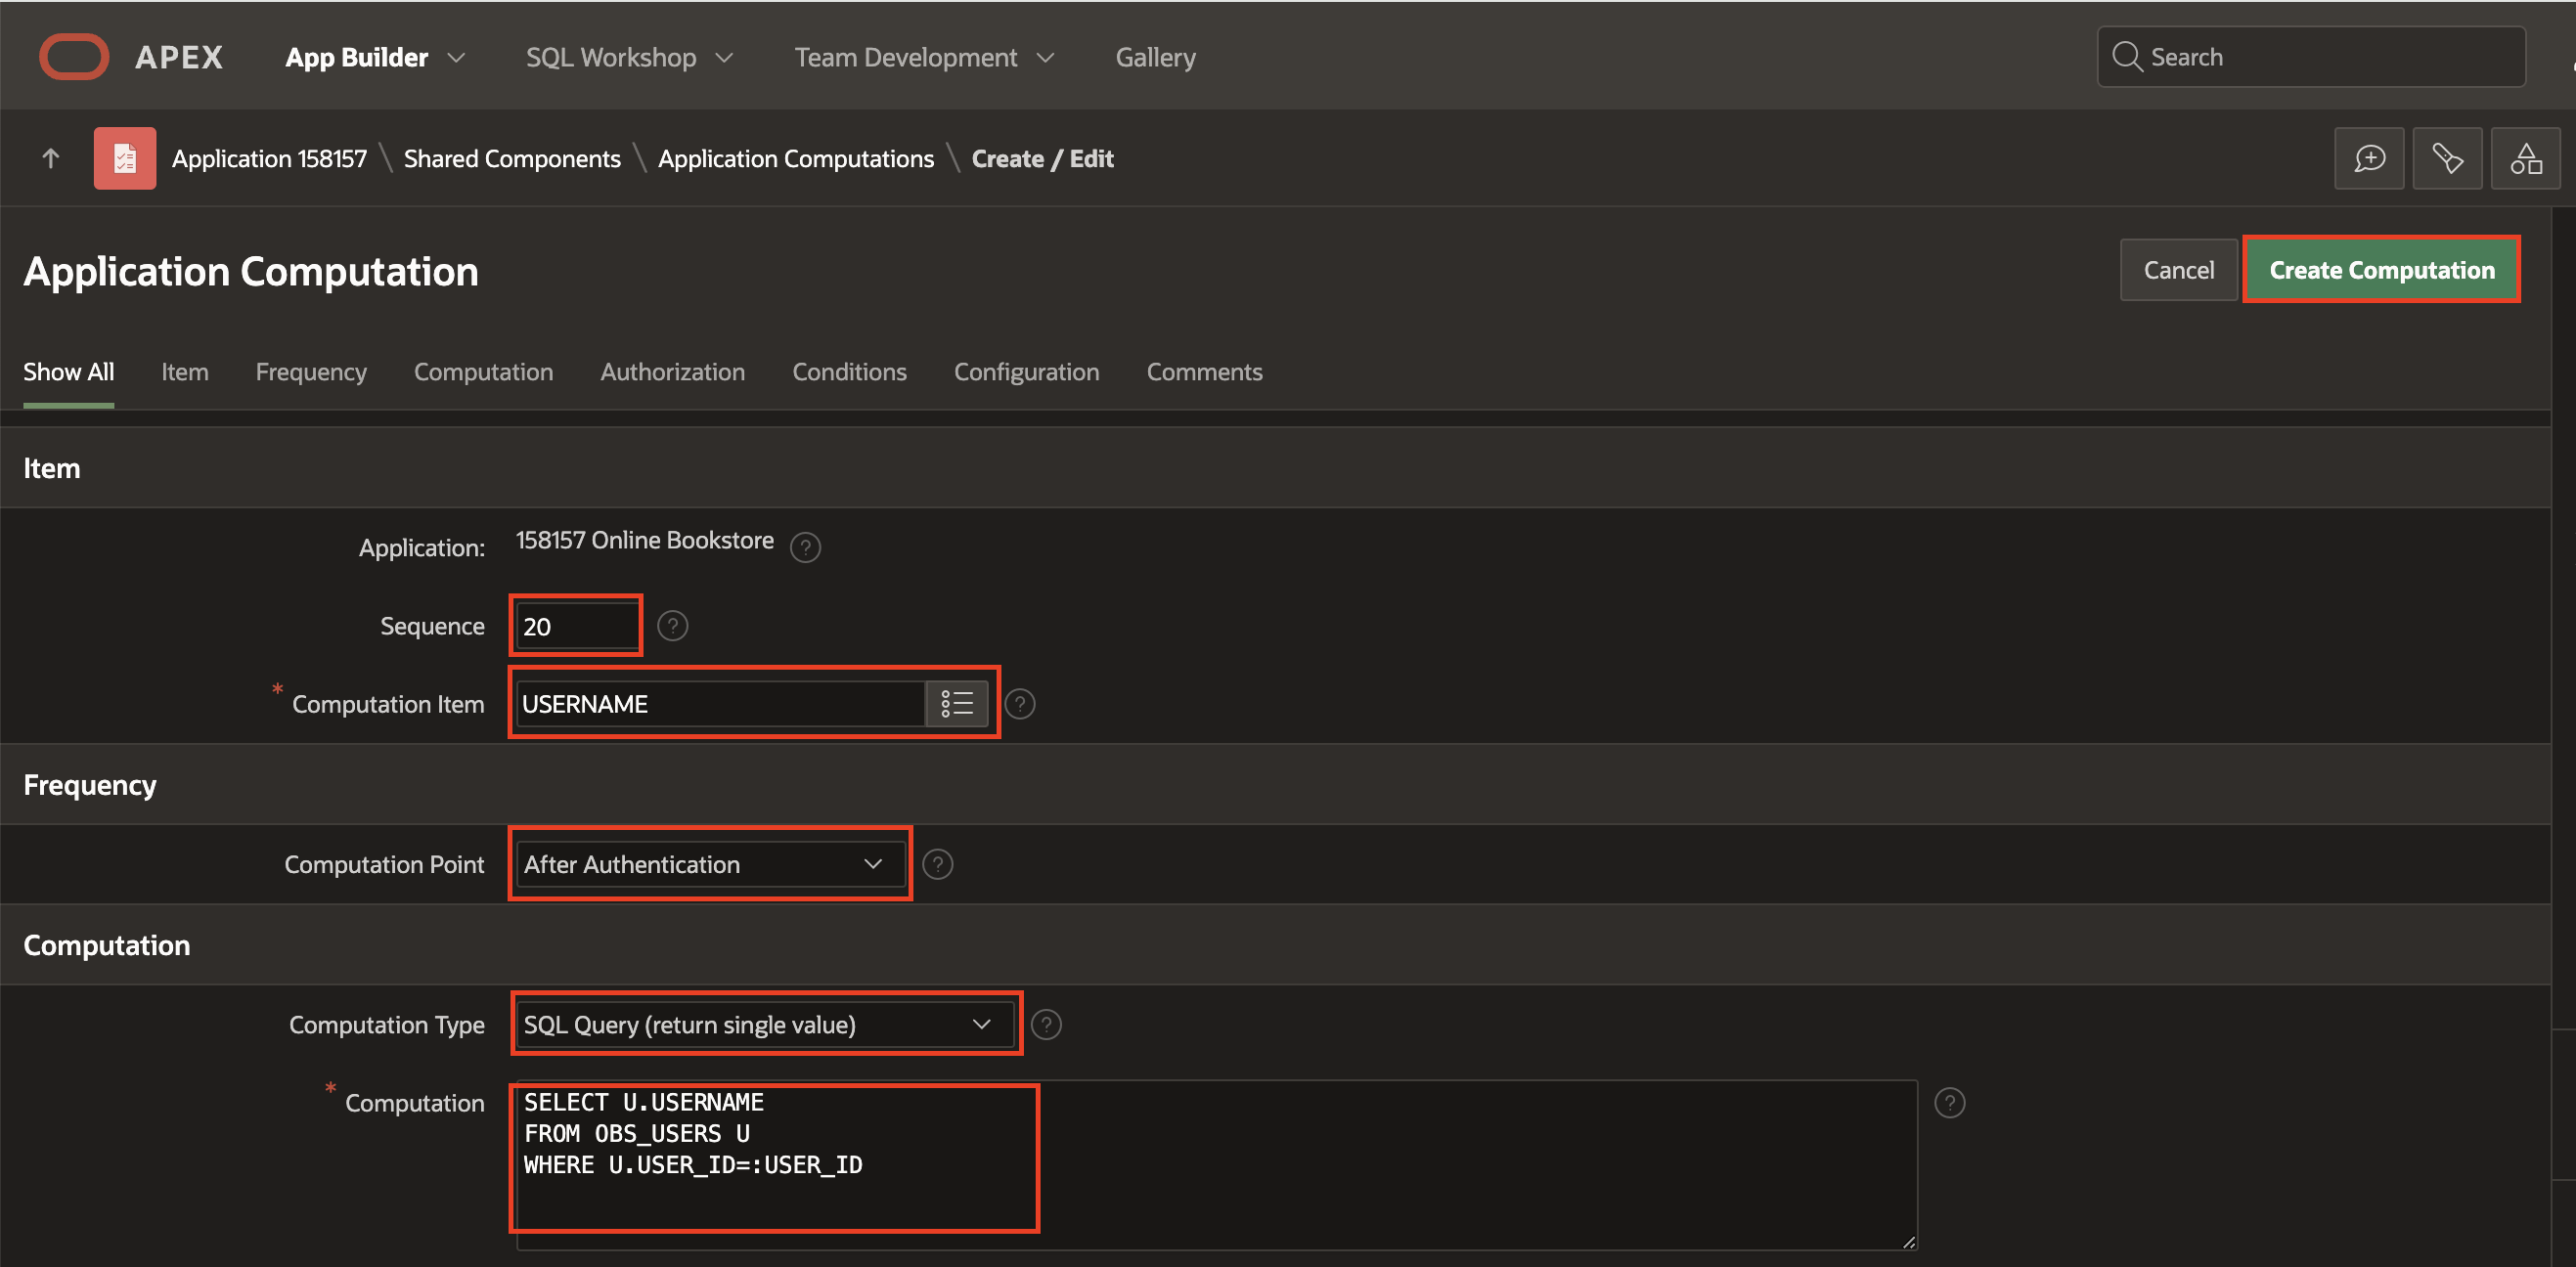 APEX App Builder SQL Workshop Team Development Gallery Search
Application 158157 \ Shared Components \ Application Computations \ Create / Edit
Application Computation Cancel Create Computation
Show All Item Frequency Computation Authorization Conditions Configuration Comments
Item
Application: 158157 Online Bookstore ?
Sequence 20 ?
* Computation Item USERNAME ?
Frequency
Computation Point After Authentication ?
Computation
Computation Type SQL Query (return single value) ?
* Computation SELECT U.USERNAME ?
FROM OBS_USERS U
WHERE U.USER_ID=:USER_ID